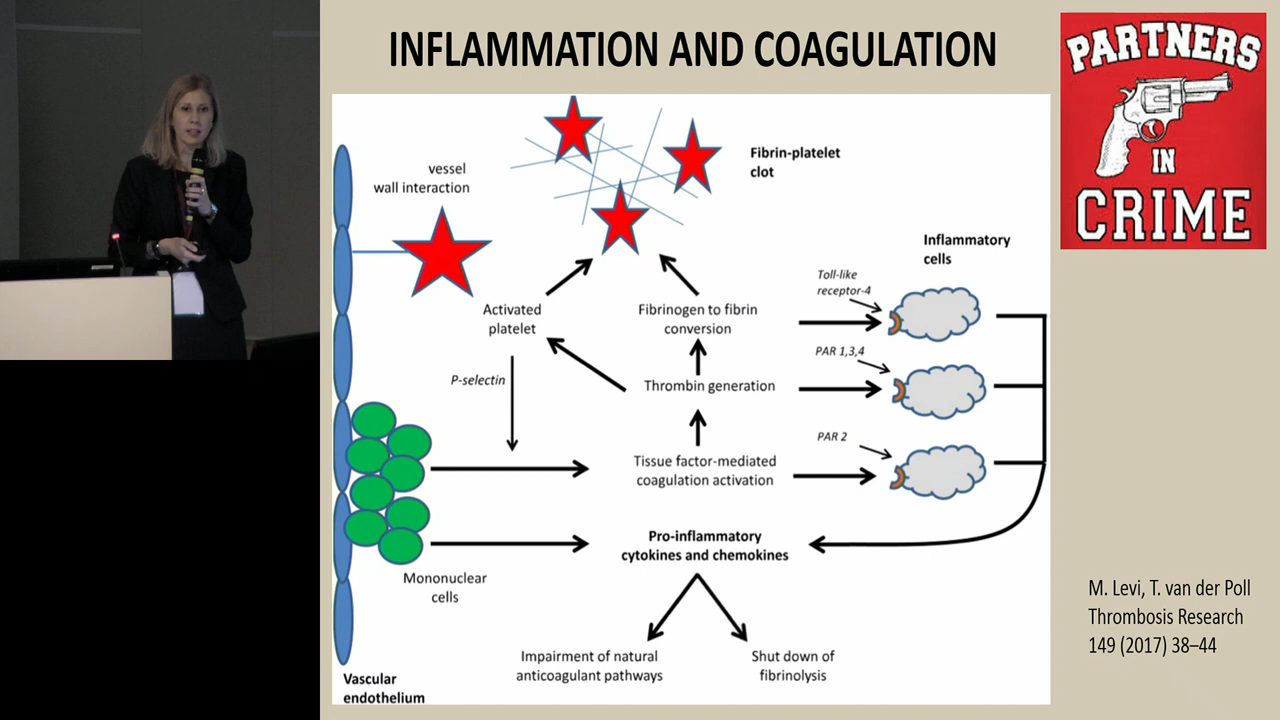 INFLAMMATION AND COAGULATION
PARTNERS
IN
CRIME
vessel
wall interaction
Fibrin-platelet
clot
Inflammatory
cells
Toll-like
receptor-4
Activated
platelet
Fibrinogen to fibrin
conversion
PAR 1,3,4
P-selectin
Thrombin generation
PAR 2
Tissue factor-mediated
coagulation activation
Pro-inflammatory
cytokines and chemokines
Mononuclear
cells
Impairment of natural
anticoagulant pathways
Shut down of
fibrinolysis
Vascular
endothelium
M. Levi, T. van der Poll
Thrombosis Research
149 (2017) 38–44